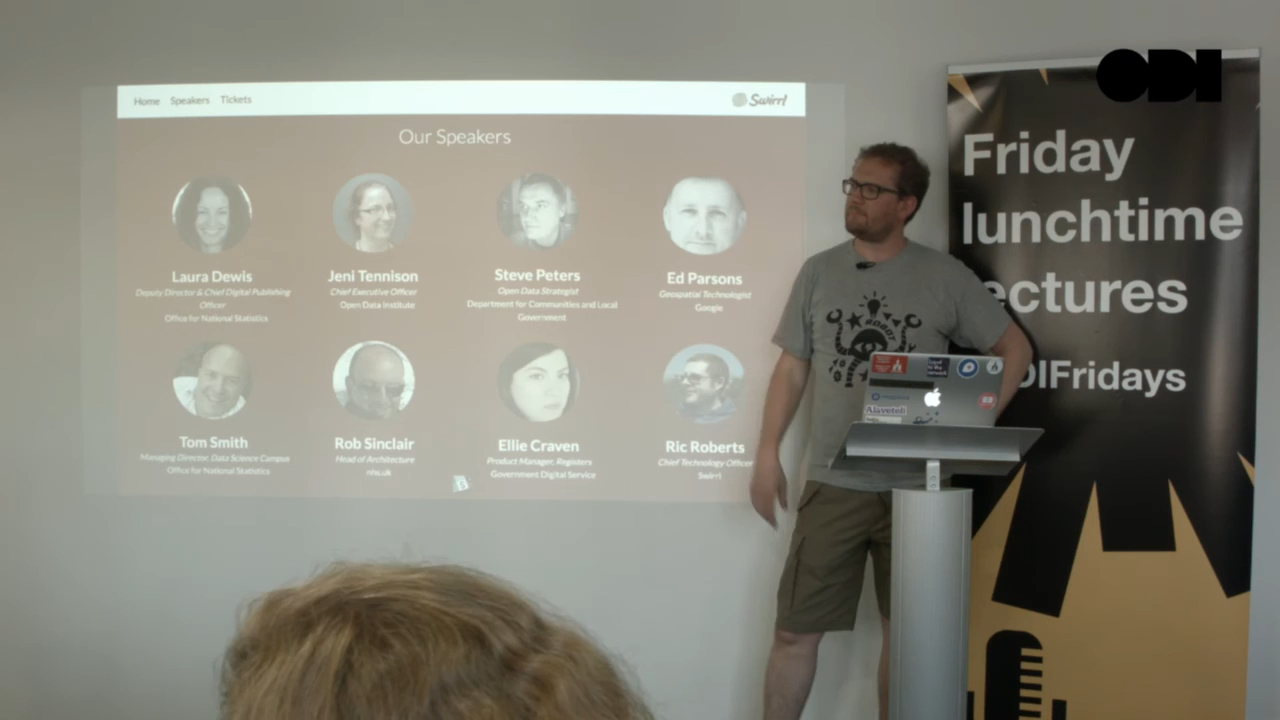 Home Speakers Tickets
Swirrl
Our Speakers
Laura Dewis
Deputy Director & Chief Digital Publishing
Officer
Office for National Statistics
Jeni Tennison
Chief Executive Officer
Open Data Institute
Steve Peters
Open Data Strategist
Department for Communities and Local
Government
Ed Parsons
Geospatial Technologist
Google
Tom Smith
Managing Director, Data Science Campus
Office for National Statistics
Rob Sinclair
Head of Architecture
nhs.uk
Ellie Craven
Product Manager, Registers
Government Digital Service
Ric Roberts
Chief Technology Officer
Swirrl
ROBOT
Alaveteli
ODI
Friday
lunchtime
ectures
DIFridays